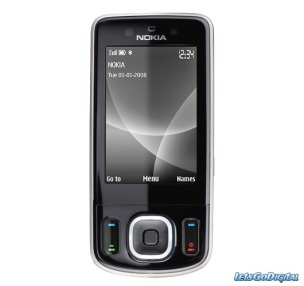 NOKIA
12:34
NOKIA
Tue 01-01-2008
Go to Menu Names
LetsGoDigital